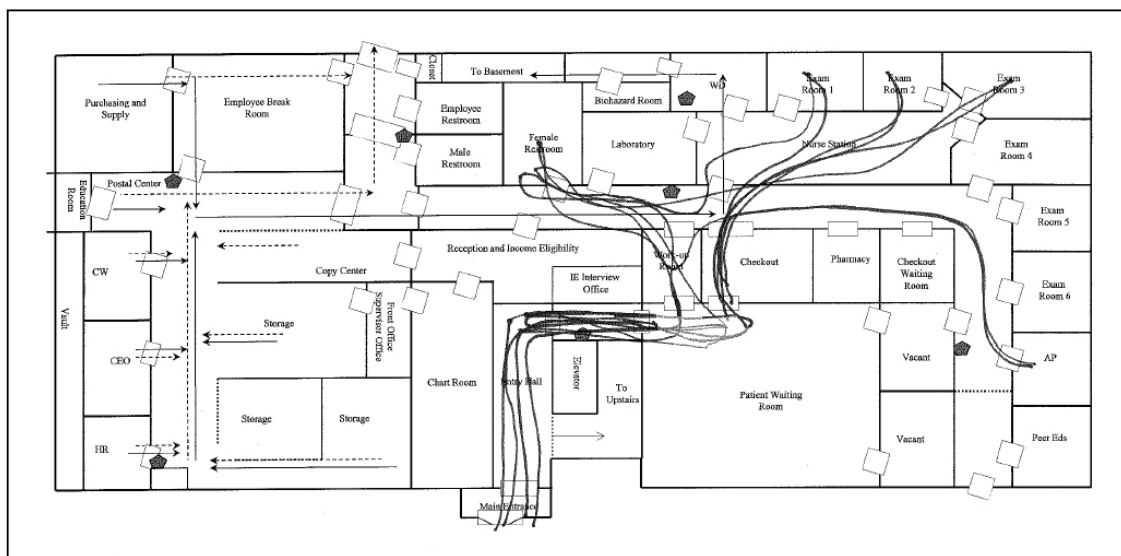 Purchasing and
Supply
Employee Break
Room
Closet
To Basement
Employee
Restroom
Male
Restroom
Female
Restroom
Biohazard Room
Laboratory
WD
Exam
Room 1
Exam
Room 2
Exam
Room 3
Nurse Station
Exam
Room 4
Education
Room
Postal Center
Exam
Room 5
Reception and Income Eligibility
Work-up
Room
Checkout
Pharmacy
Checkout
Waiting
Room
Exam
Room 6
CW
Copy Center
IE Interview
Office
Vault
Storage
Front Office
Supervisor Office
CEO
Chart Room
Entry Hall
Elevator
To
Upstairs
Patient Waiting
Room
Vacant
AP
HR
Storage
Storage
Vacant
Peer Eds
Main Entrance